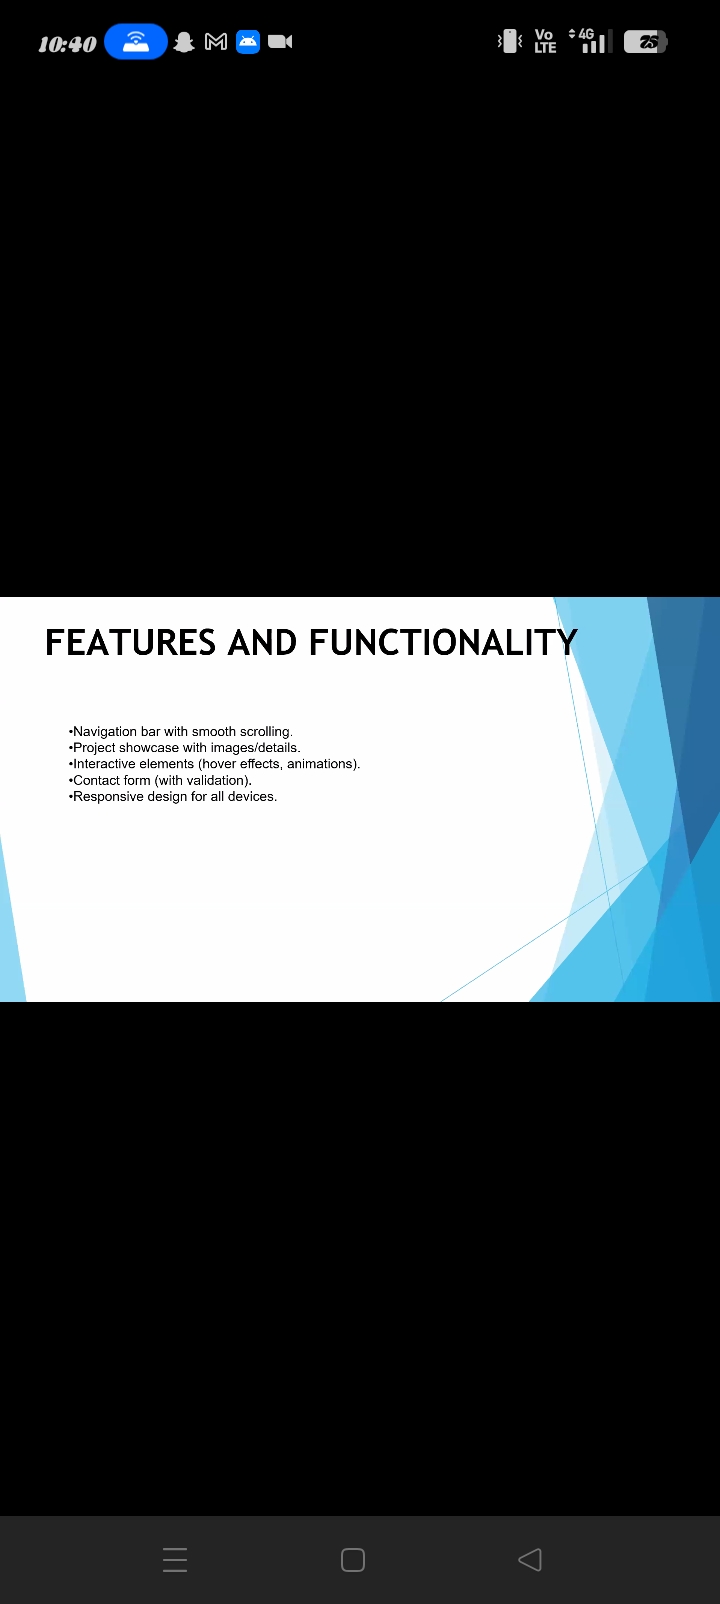 10:40
Vo LTE 4G 25
FEATURES AND FUNCTIONALITY
•Navigation bar with smooth scrolling.
•Project showcase with images/details.
•Interactive elements (hover effects, animations).
•Contact form (with validation).
•Responsive design for all devices.